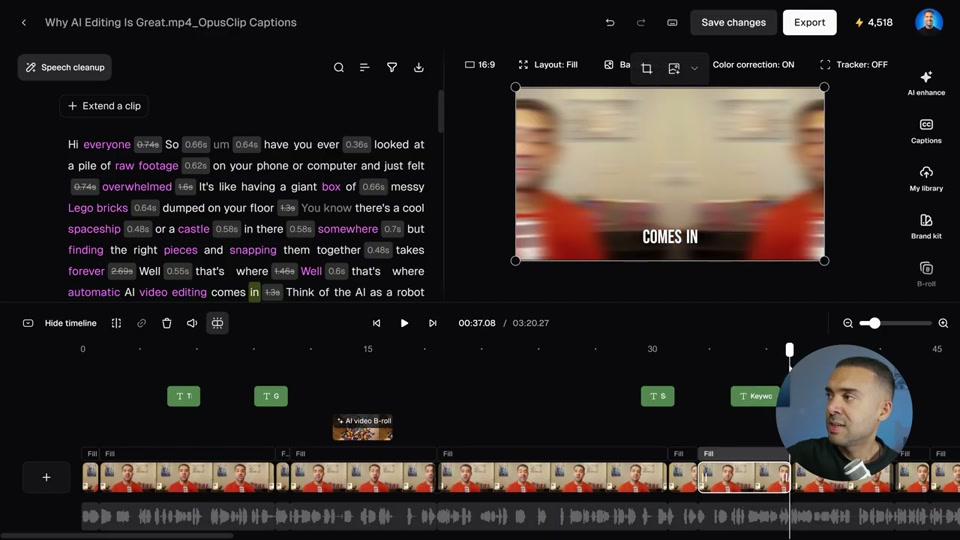 Why AI Editing Is Great.mp4_OpusClip Captions
Save changes
Export
4,518
Speech cleanup
16:9
Layout: Fill
Ba
Color correction: ON
Tracker: OFF
Extend a clip
Hi everyone 0.74s So 0.66s um 0.64s have you ever 0.36s looked at
a pile of raw footage 0.62s on your phone or computer and just felt
0.74s overwhelmed 1.6s It's like having a giant box of 0.66s messy
Lego bricks 0.64s dumped on your floor 1.3s You know there's a cool
spaceship 0.48s or a castle 0.58s in there 0.58s somewhere 0.7s but
finding the right pieces and snapping them together 0.48s takes
forever 2.69s Well 0.55s that's where 1.46s Well 0.6s that's where
automatic AI video editing comes in 1.3s Think of the AI as a robot
COMES IN
AI enhance
Captions
My library
Brand kit
B-roll
Hide timeline
00:37.08 / 03:20.27
0
15
30
45
T Ti
T G
T S
T Keywo
AI video B-roll
Fill
Fill
F..
Fill
Fill
Fill
Fill
Fill
Fill